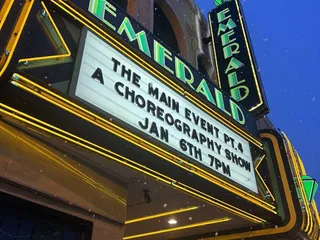 EMERALD
EMERALD
THE MAIN EVENT PT. 4
A CHOREOGRAPHY SHOW
JAN 6TH 7PM